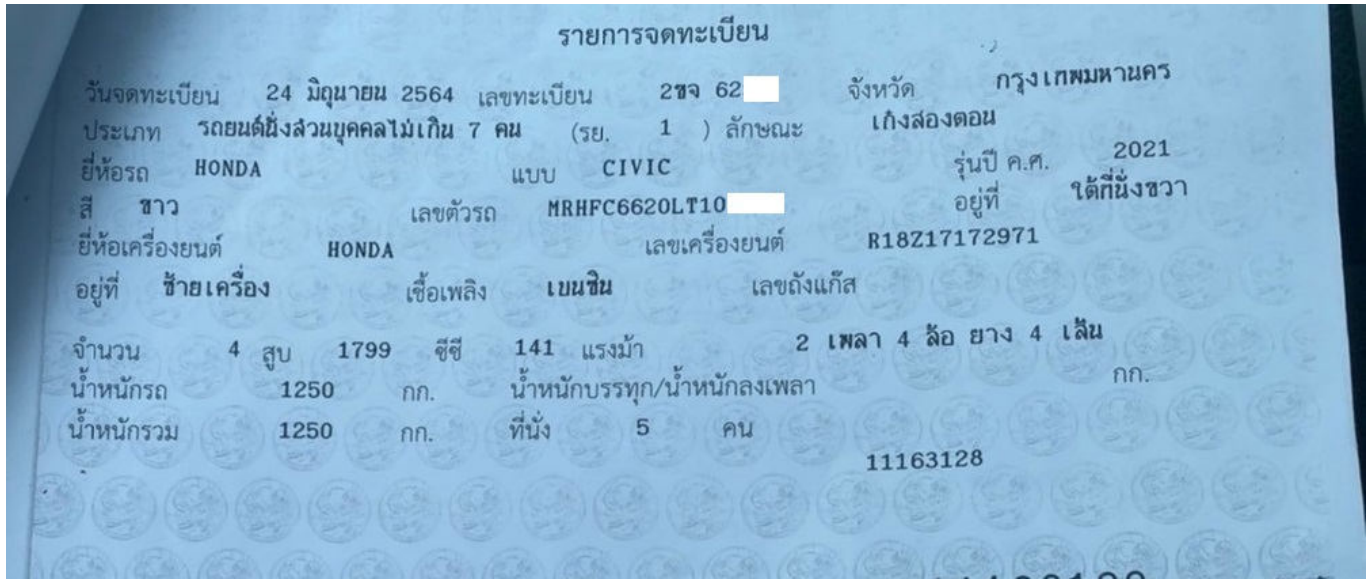 รายการจดทะเบียน
วันจดทะเบียน 24 มิถุนายน 2564 เลขทะเบียน 2ขจ 62 จังหวัด กรุงเทพมหานคร
ประเภท รถยนต์นั่งส่วนบุคคลไม่เกิน 7 คน (รย. 1 ) ลักษณะ เก๋งสองตอน
ยี่ห้อรถ HONDA แบบ CIVIC รุ่นปี ค.ศ. 2021
สี ขาว เลขตัวรถ MRHFC6620LT10 อยู่ที่ ใต้ที่นั่งขวา
ยี่ห้อเครื่องยนต์ HONDA เลขเครื่องยนต์ R18Z17172971
อยู่ที่ ซ้ายเครื่อง เชื้อเพลิง เบนซิน เลขถังแก๊ส
จำนวน 4 สูบ 1799 ซีซี 141 แรงม้า 2 เพลา 4 ล้อ ยาง 4 เส้น
น้ำหนักรถ 1250 กก. น้ำหนักบรรทุก/น้ำหนักลงเพลา กก.
น้ำหนักรวม 1250 กก. ที่นั่ง 5 คน
11163128